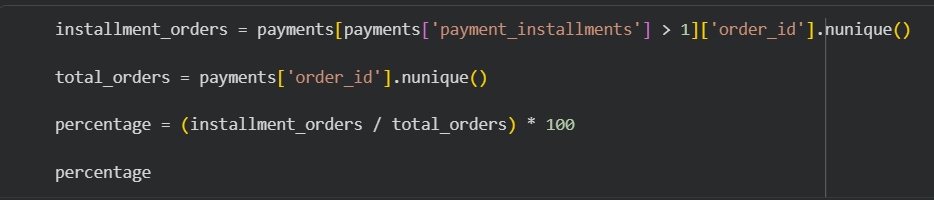 installment_orders = payments[payments['payment_installments'] > 1]['order_id'].nunique()
total_orders = payments['order_id'].nunique()
percentage = (installment_orders / total_orders) * 100
percentage